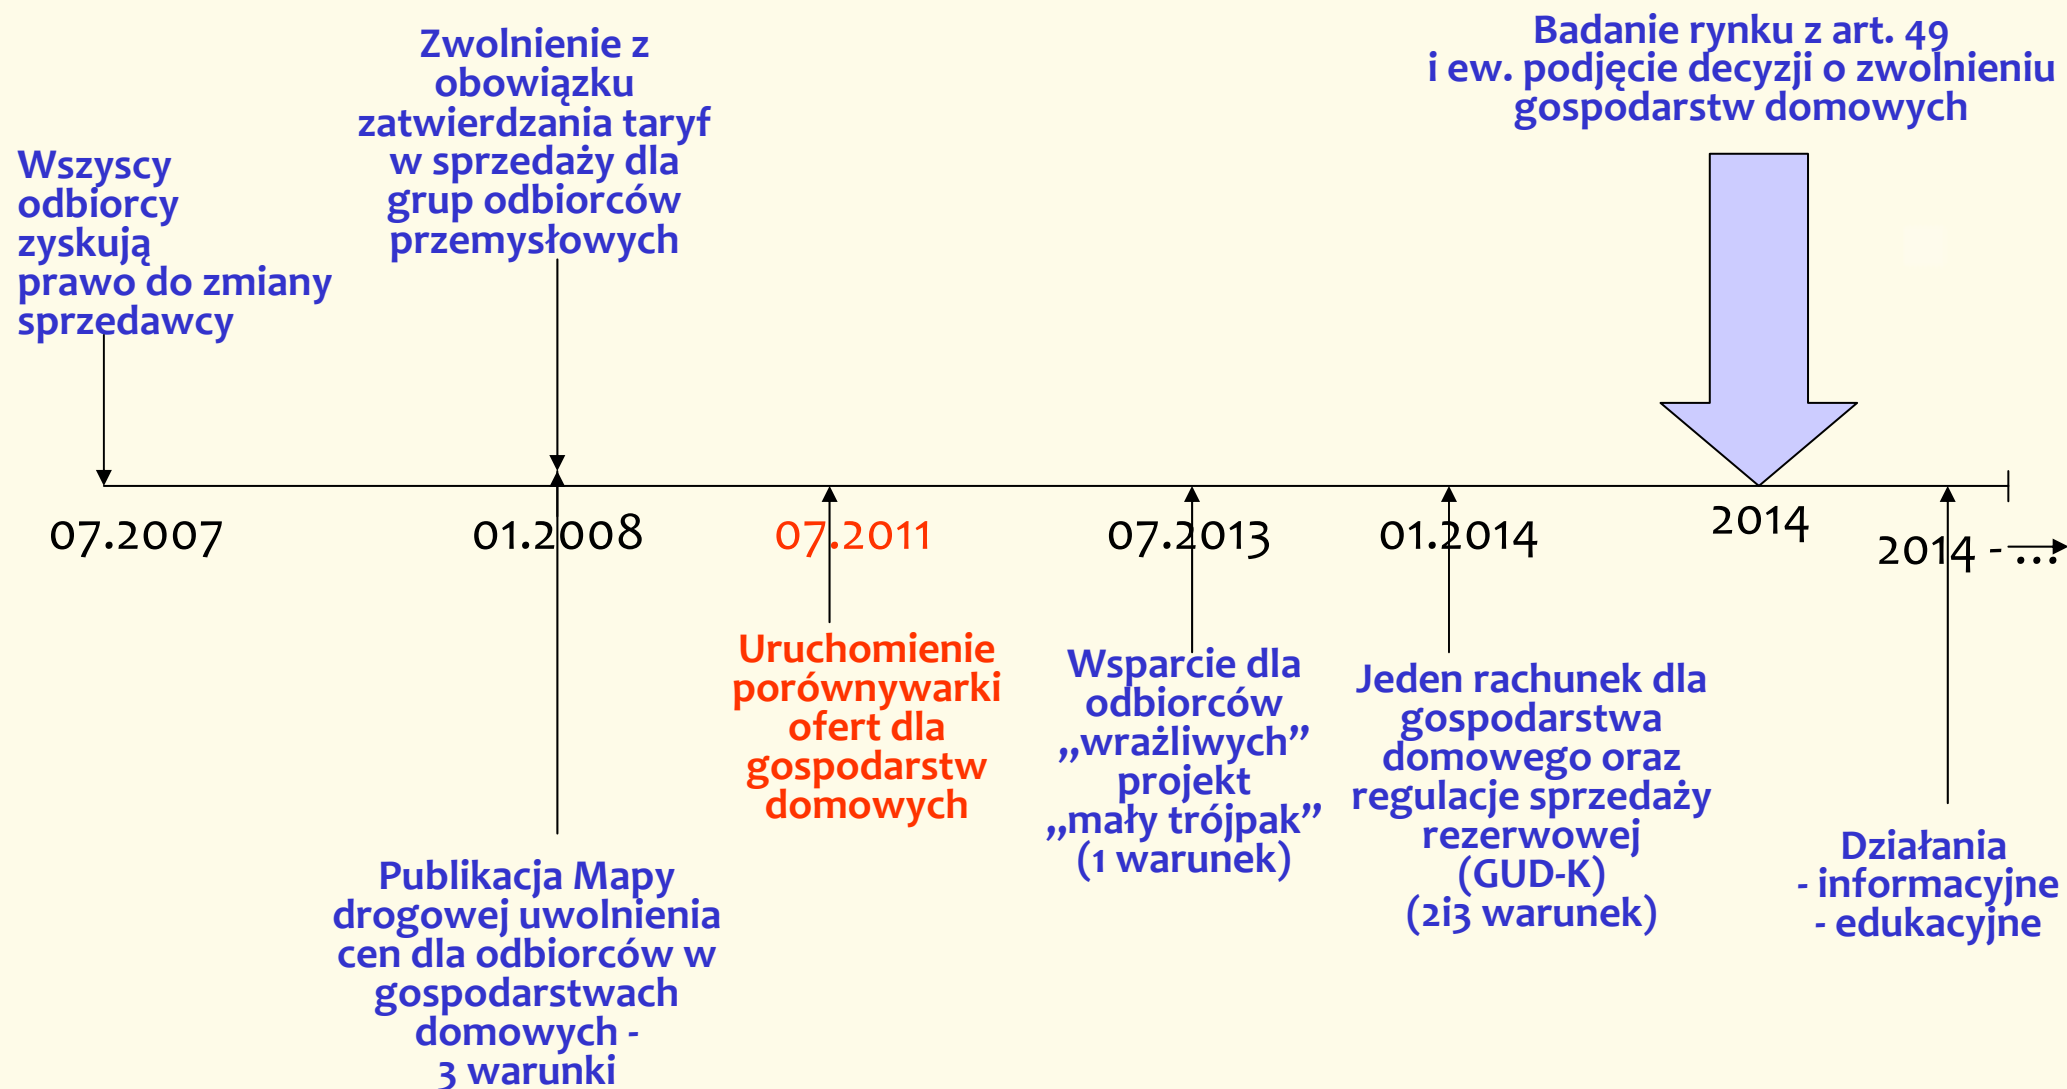 Wszyscy
odbiorcy
zyskują
prawo do zmiany
sprzedawcy
Zwolnienie z
obowiązku
zatwierdzania taryf
w sprzedaży dla
grup odbiorców
przemysłowych
Badanie rynku z art. 49
i ew. podjęcie decyzji o zwolnieniu
gospodarstw domowych
07.2007
01.2008
07.2011
07.2013
01.2014
2014
2014 - ...
Publikacja Mapy
drogowej uwolnienia
cen dla odbiorców w
gospodarstwach
domowych -
3 warunki
Uruchomienie
porównywarki
ofert dla
gospodarstw
domowych
Wsparcie dla
odbiorców
„wrażliwych”
projekt
„mały trójpak”
(1 warunek)
Jeden rachunek dla
gospodarstwa
domowego oraz
regulacje sprzedaży
rezerwowej
(GUD-K)
(2i3 warunek)
Działania
- informacyjne
- edukacyjne